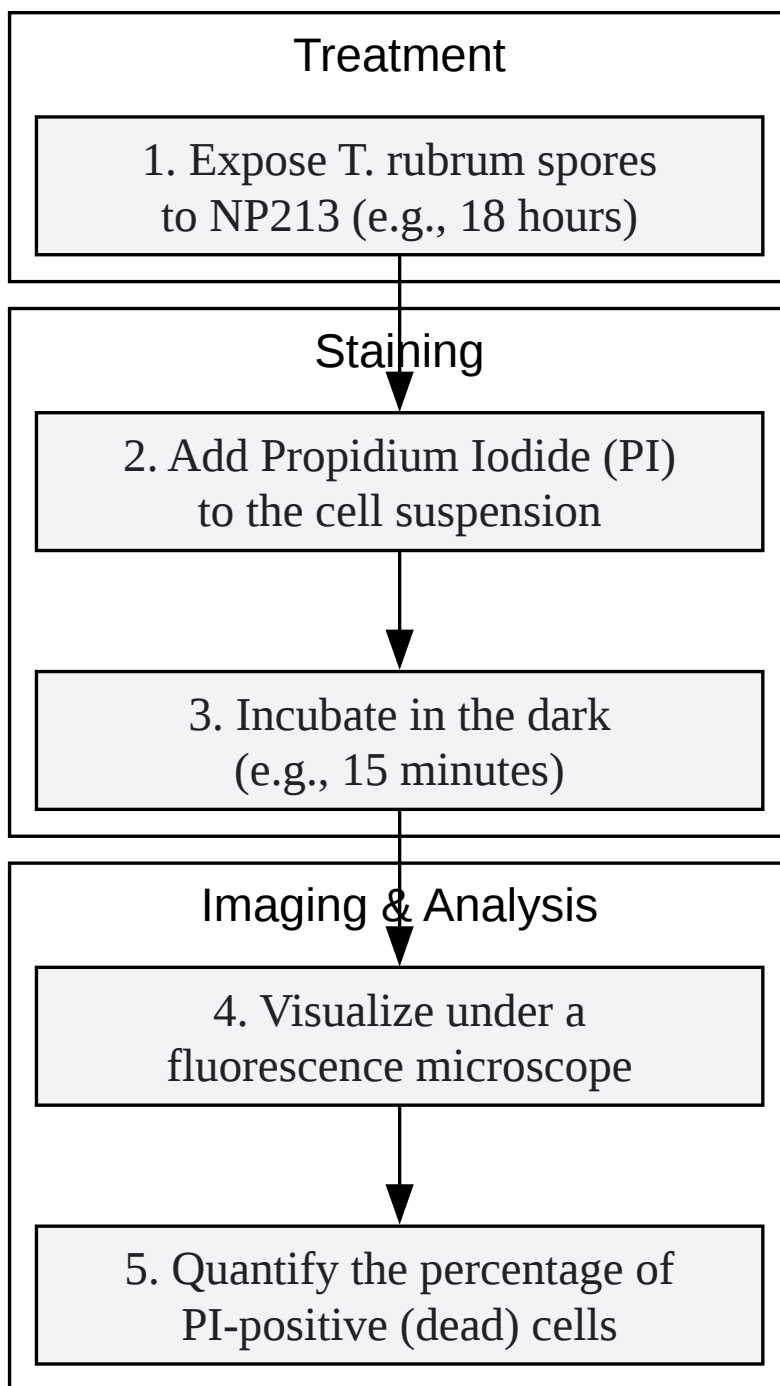 Treatment
1. Expose T. rubrum spores
to NP213 (e.g., 18 hours)
Staining
2. Add Propidium Iodide (PI)
to the cell suspension
3. Incubate in the dark
(e.g., 15 minutes)
Imaging & Analysis
4. Visualize under a
fluorescence microscope
5. Quantify the percentage of
PI-positive (dead) cells